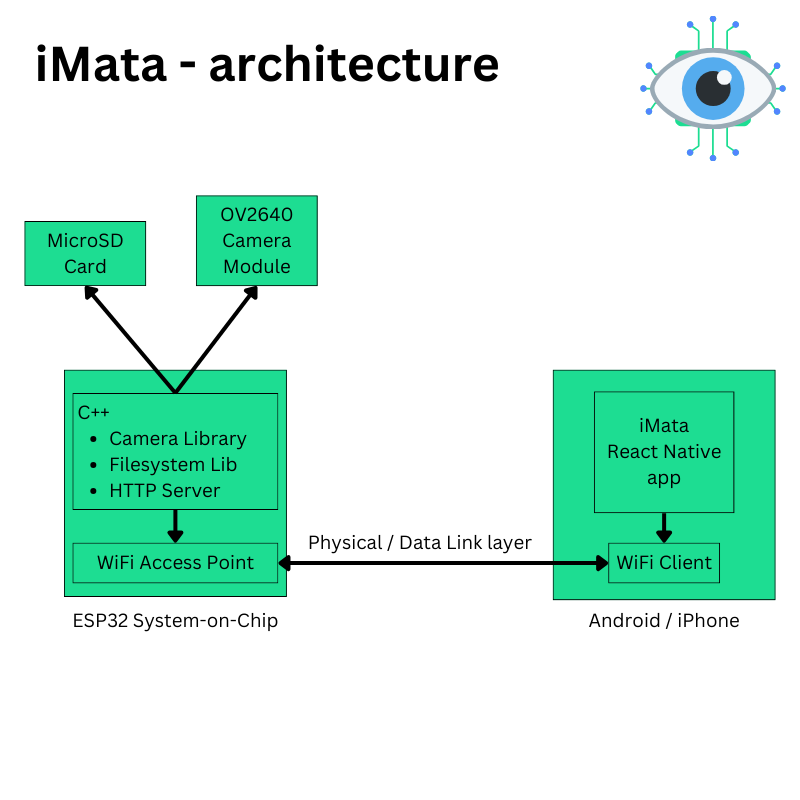 iMata - architecture
MicroSD
Card
OV2640
Camera
Module
C++
• Camera Library
• Filesystem Lib
• HTTP Server
WiFi Access Point
ESP32 System-on-Chip
Physical / Data Link layer
iMata
React Native
app
WiFi Client
Android / iPhone